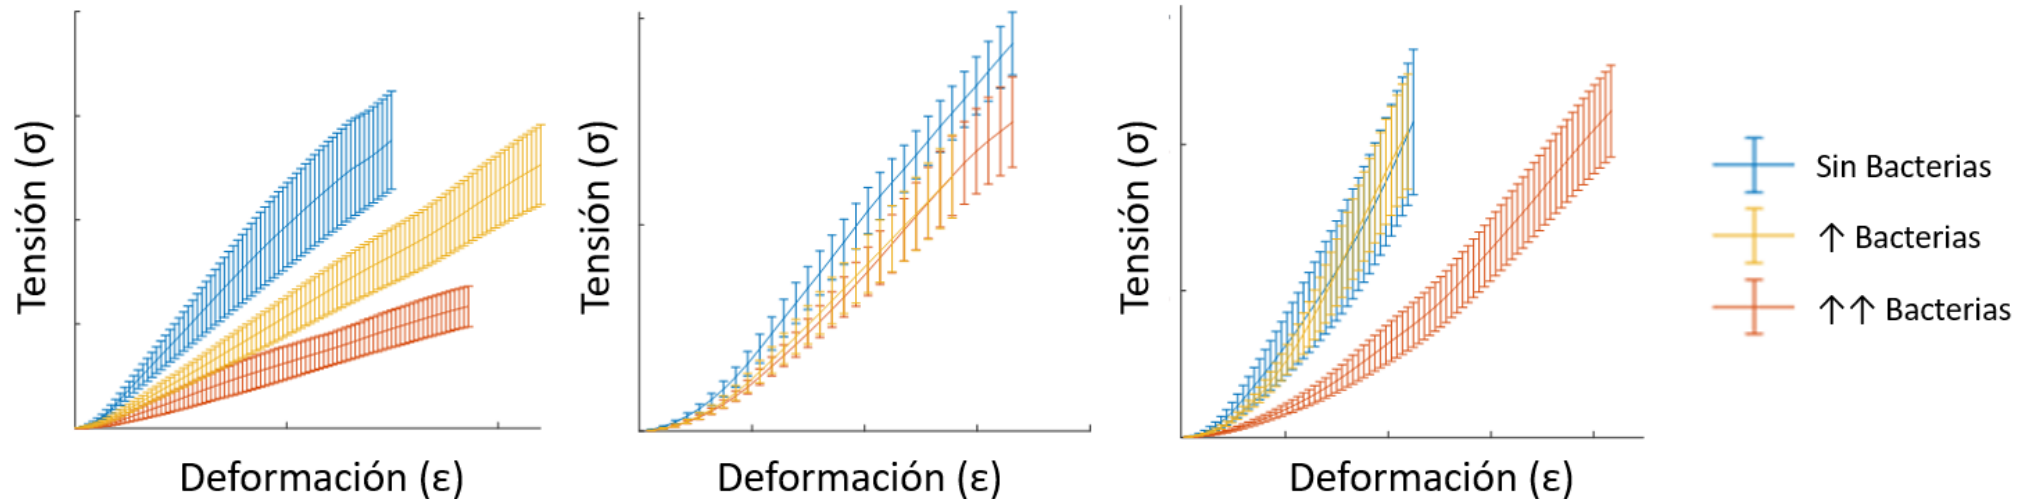 Tensión (σ)
Deformación (ε)
Tensión (σ)
Deformación (ε)
Tensión (σ)
Deformación (ε)
Sin Bacterias
↑ Bacterias
↑↑ Bacterias